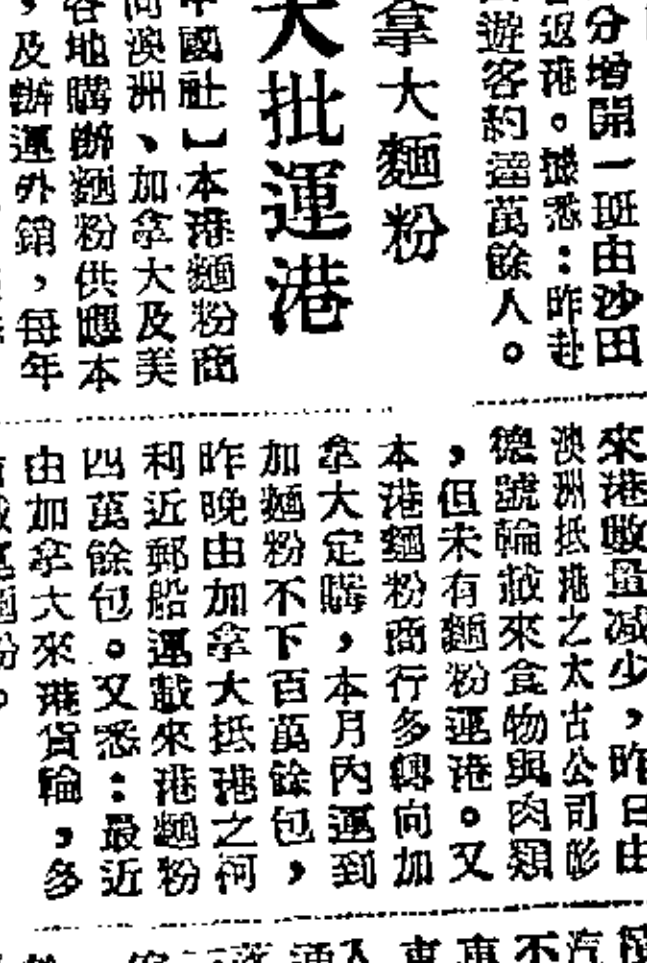 分增開一班由沙田
返港。據悉：昨赴
遊客約達萬餘人。
拿大麵粉
大批運港
中國社】本港麵粉商
向澳洲、加拿大及美
各地購辦麵粉供應本
，及辦運外銷，每年
來港數量減少，昨日由
澳洲抵港之太古公司彰
德號輪載來食物與肉類
，但未有麵粉運港。又
本港麵粉商行多轉向加
拿大定購，本月內運到
加麵粉不下百萬餘包，
昨晚由加拿大抵港之柯
利近郵船運載來港麵粉
四萬餘包。又悉：最近
由加拿大來港貨輪，多
麵粉。